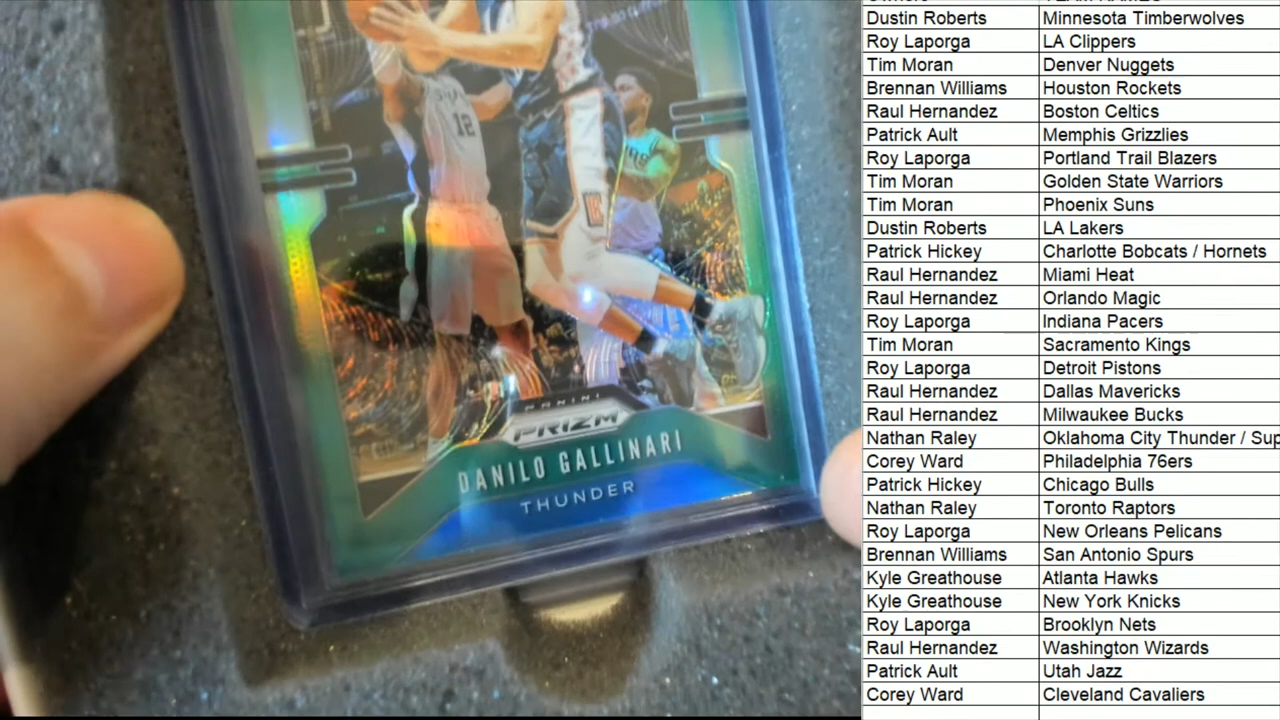 12
PANINI
PRIZM
DANILO GALLINARI
THUNDER
Dustin Roberts Minnesota Timberwolves
Roy Laporga LA Clippers
Tim Moran Denver Nuggets
Brennan Williams Houston Rockets
Raul Hernandez Boston Celtics
Patrick Ault Memphis Grizzlies
Roy Laporga Portland Trail Blazers
Tim Moran Golden State Warriors
Tim Moran Phoenix Suns
Dustin Roberts LA Lakers
Patrick Hickey Charlotte Bobcats / Hornets
Raul Hernandez Miami Heat
Raul Hernandez Orlando Magic
Roy Laporga Indiana Pacers
Tim Moran Sacramento Kings
Roy Laporga Detroit Pistons
Raul Hernandez Dallas Mavericks
Raul Hernandez Milwaukee Bucks
Nathan Raley Oklahoma City Thunder / Sup
Corey Ward Philadelphia 76ers
Patrick Hickey Chicago Bulls
Nathan Raley Toronto Raptors
Roy Laporga New Orleans Pelicans
Brennan Williams San Antonio Spurs
Kyle Greathouse Atlanta Hawks
Kyle Greathouse New York Knicks
Roy Laporga Brooklyn Nets
Raul Hernandez Washington Wizards
Patrick Ault Utah Jazz
Corey Ward Cleveland Cavaliers